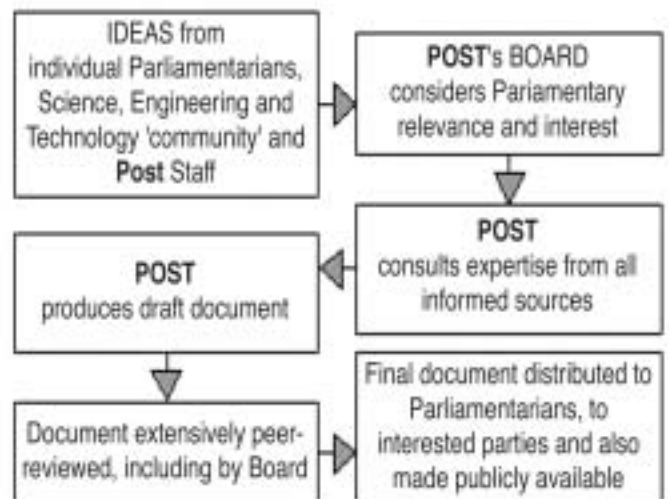 IDEAS from
individual Parliamentarians,
Science, Engineering and
Technology 'community' and
Post Staff
POST's BOARD
considers Pariamentary
relevance and interest
POST
consults expertise from all
informed sources
POST
produces draft document
Document extensively peer-
reviewed, including by Board
Final document distributed to
Parliamentarians, to
interested parties and also
made publicly available